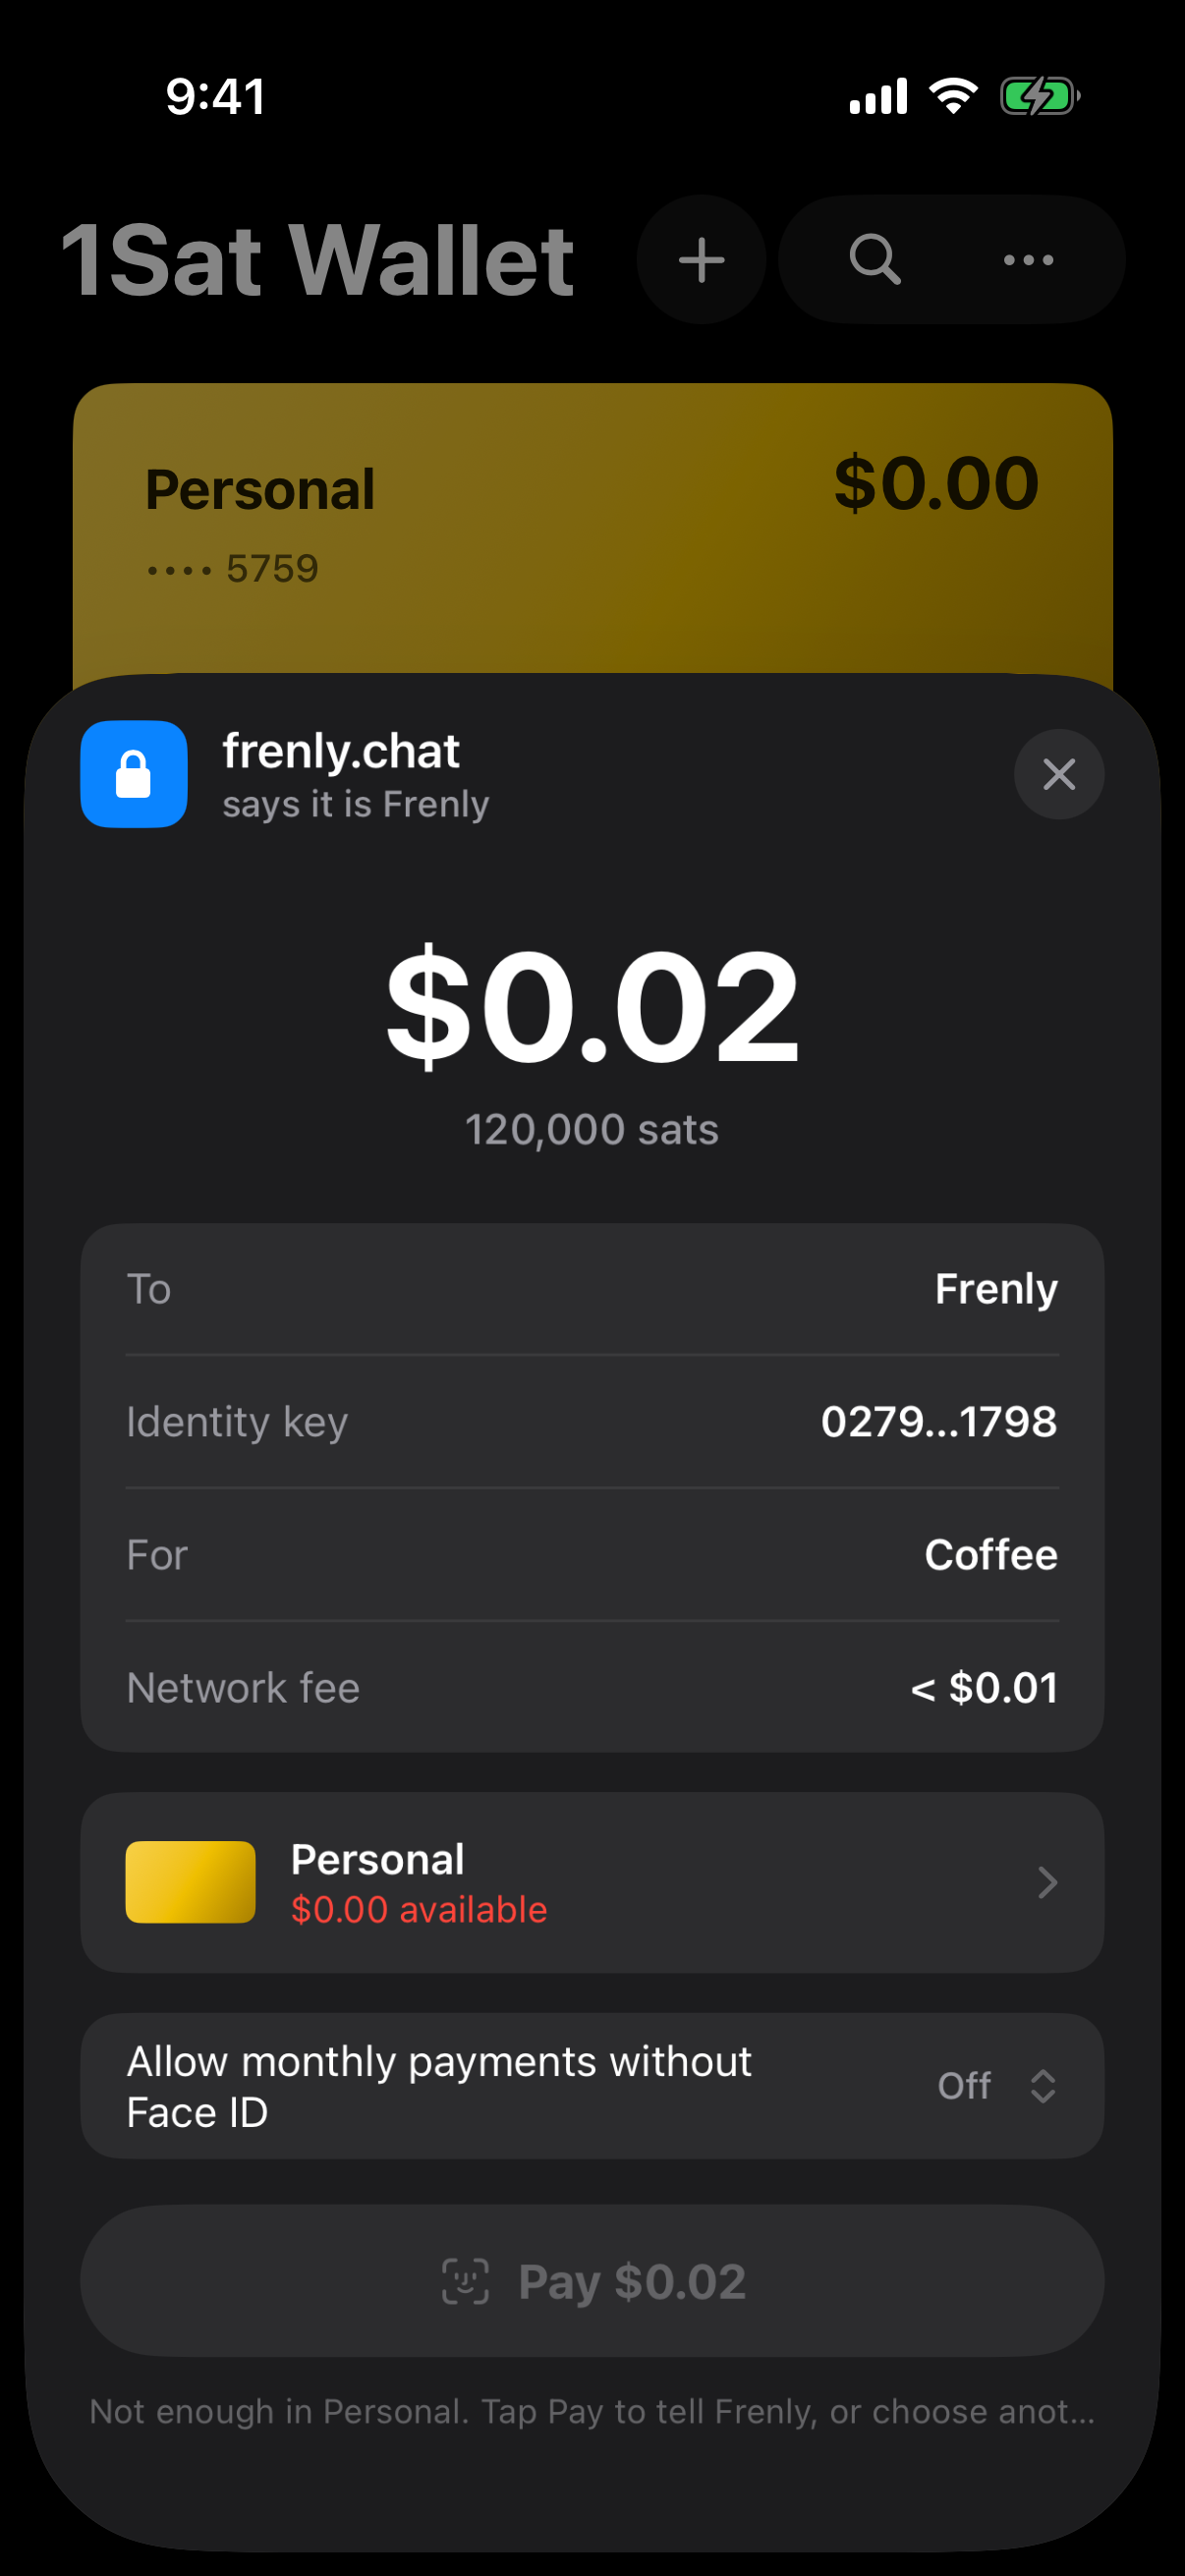 9:41
1Sat Wallet
Personal
$0.00
•••• 5759
frenly.chat
says it is Frenly
$0.02
120,000 sats
To
Frenly
Identity key
0279...1798
For
Coffee
Network fee
< $0.01
Personal
$0.00 available
Allow monthly payments without
Face ID
Off
Pay $0.02
Not enough in Personal. Tap Pay to tell Frenly, or choose anot...